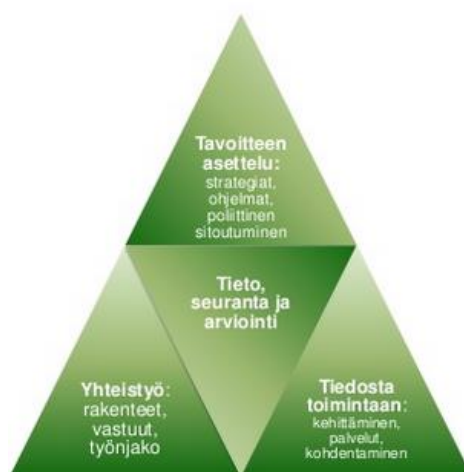 Tavoitteen
asettelu:
strategiat,
ohjelmat,
poliittinen
sitoutuminen
Tieto,
seuranta ja
arviointi
Yhteistyö:
rakenteet,
vastuut,
työnjako
Tiedosta
toimintaan:
kehittäminen,
palvelut,
kohdentaminen